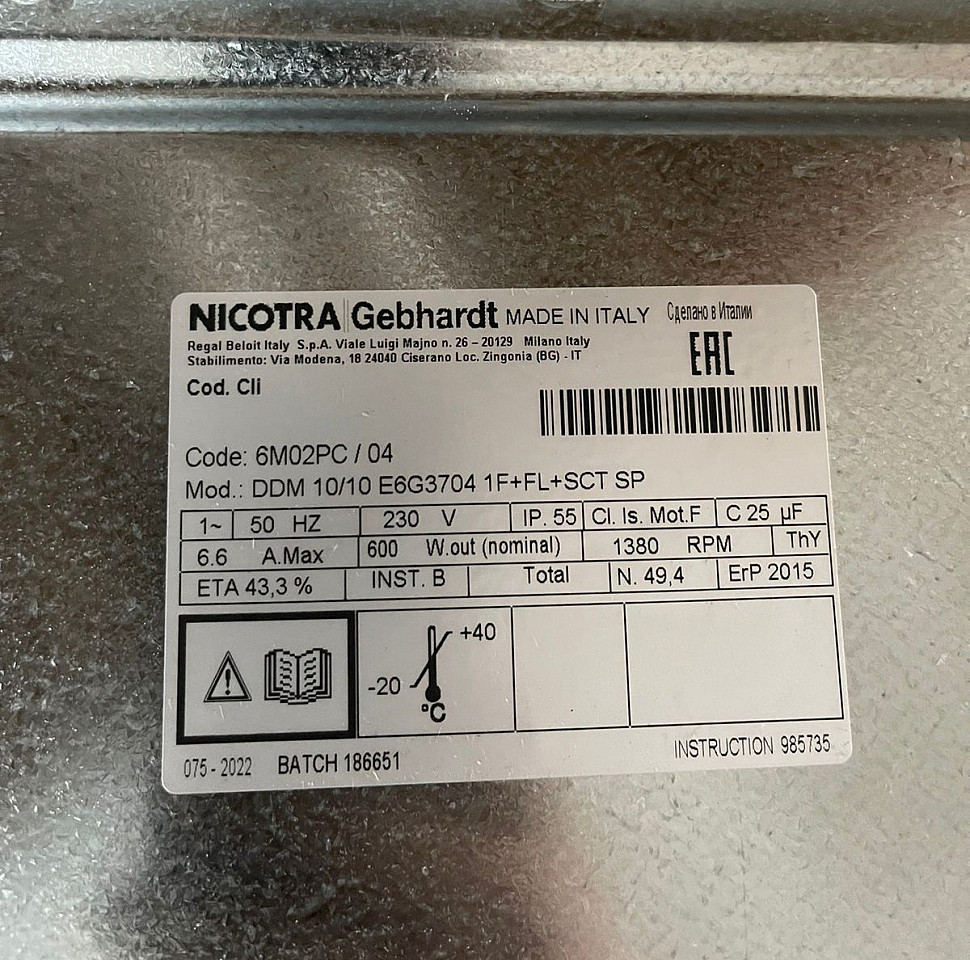 NICOTRA Gebhardt MADE IN ITALY Сделано в Италии
Regal Beloit Italy S.p.A. Viale Luigi Majno n. 26 – 20129 Milano Italy
Stabilimento: Via Modena, 18 24040 Ciserano Loc. Zingonia (BG) - IT
EAC
Cod. Cli
Code: 6M02PC / 04
Mod.: DDM 10/10 E6G3704 1F+FL+SCT SP
1~ 50 HZ 230 V IP. 55 Cl. Is. Mot.F C 25 µF
6.6 A.Max 600 W.out (nominal) 1380 RPM ThY
ETA 43,3 % INST. B Total N. 49,4 ErP 2015
+40
-20
°C
075 - 2022 BATCH 186651 INSTRUCTION 985735